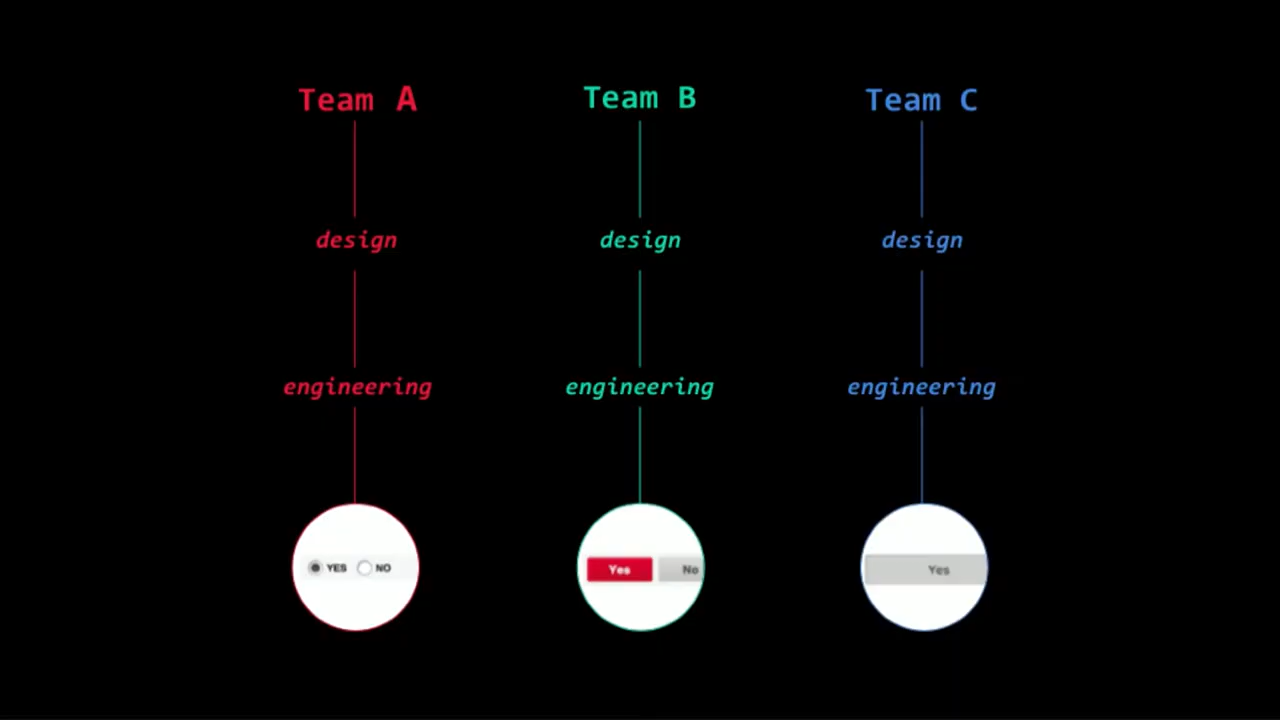 Team A
Team B
Team C
design
design
design
engineering
engineering
engineering
YES NO
Yes No
Yes